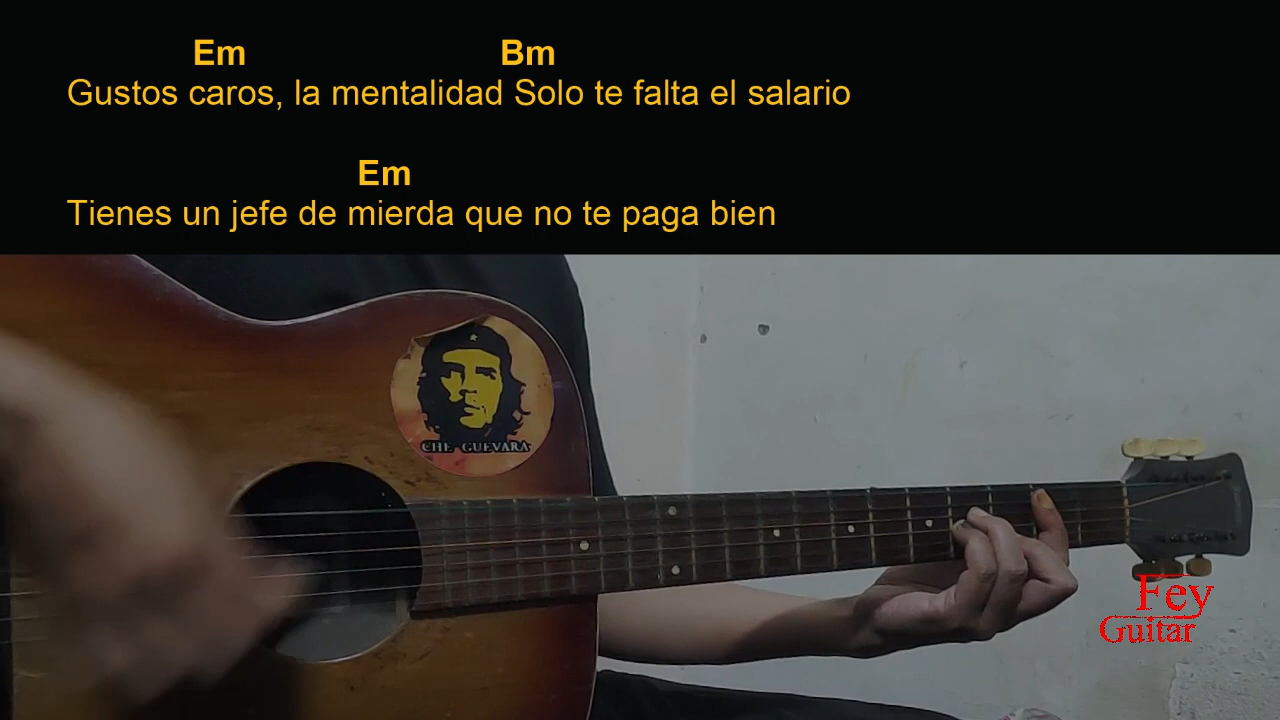 Em Bm
Gustos caros, la mentalidad Solo te falta el salario
Em
Tienes un jefe de mierda que no te paga bien
CHE GUEVARA
Fey
Guitar